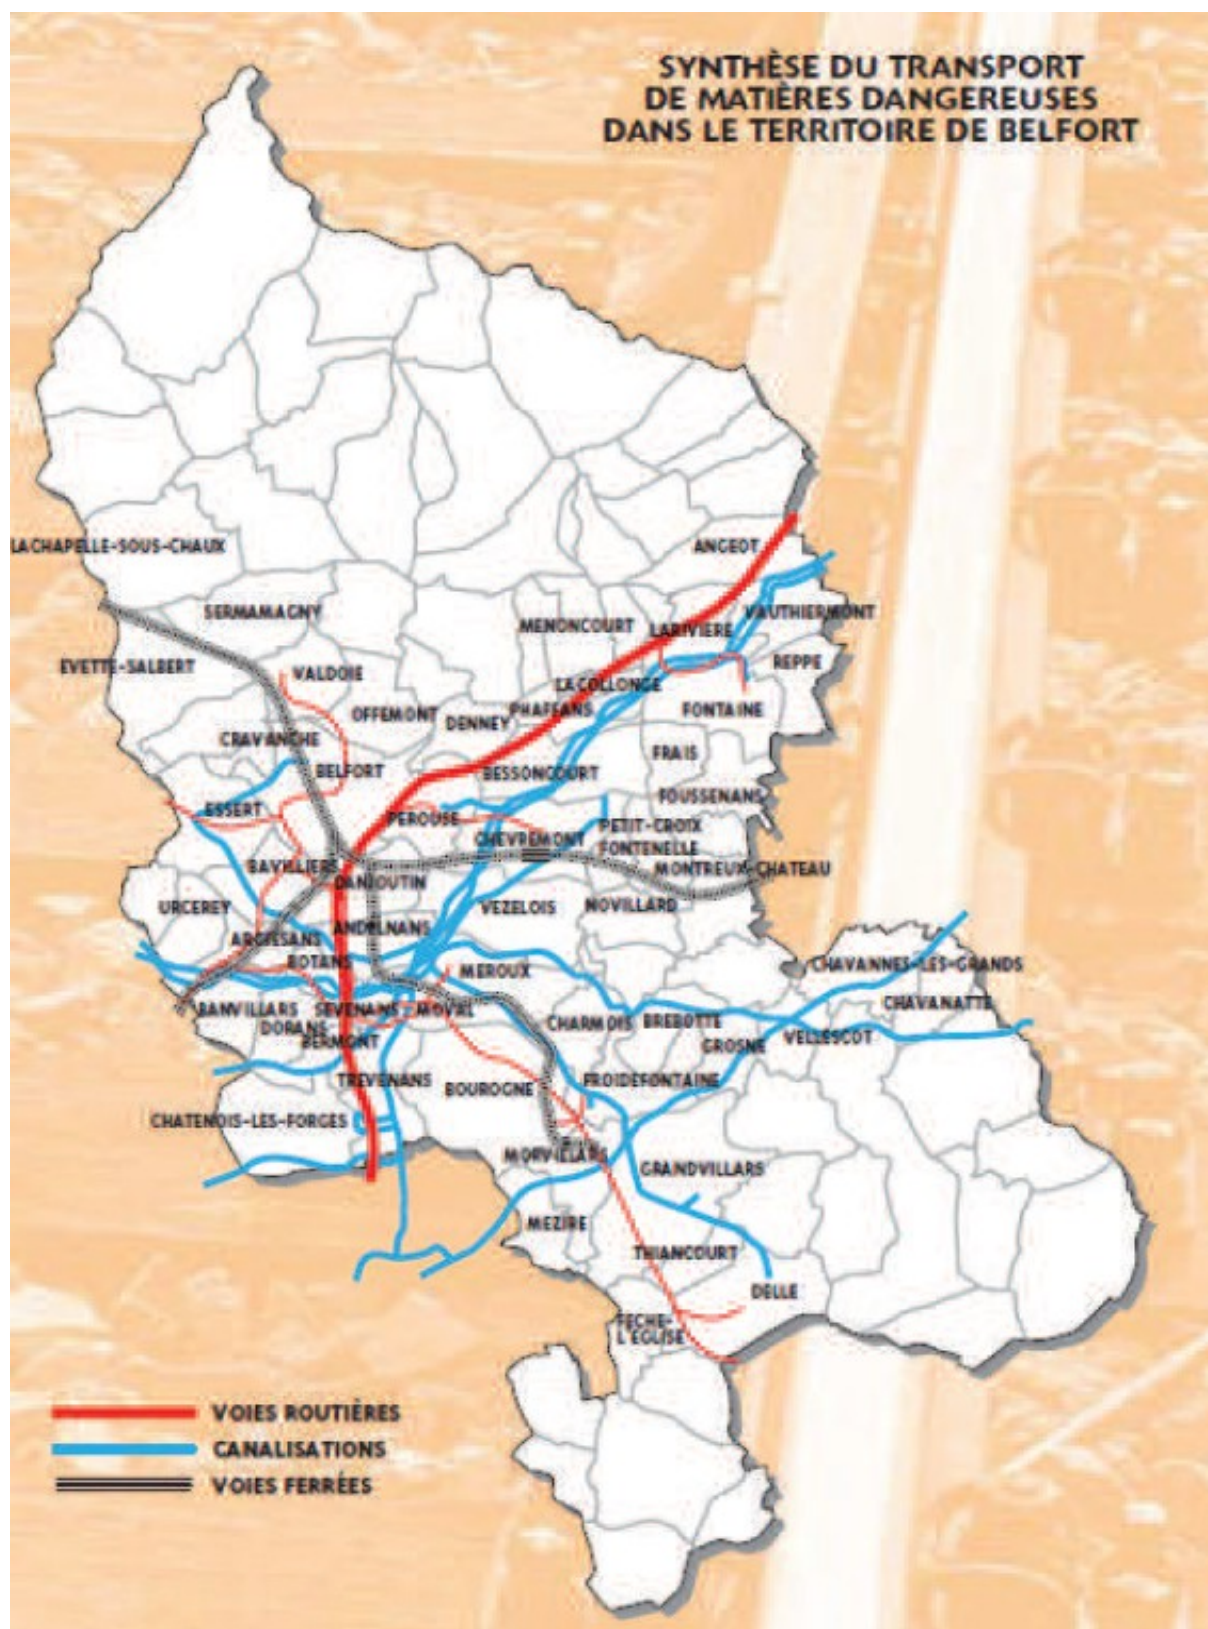 SYNTHÈSE DU TRANSPORT
DE MATIÈRES DANGEREUSES
DANS LE TERRITOIRE DE BELFORT
LACHAPELLE-SOUS-CHAUX
ANGEOT
SERMAMAGNY
MENONCOURT
LARIVIERE
VAUTHIERMONT
EVETTE-SALBERT
VALDOIE
REPPE
LACOLLONGE
OFFEMONT
DENNEY
PHAFFANS
FONTAINE
CRAVANCHE
FRAIS
BELFORT
BESSONCOURT
ESSERT
FOUSSENANS
PEROUSE
PETIT-CROIX
CHEVREMONT
FONTENELLE
BAVILLIERS
MONTREUX-CHATEAU
DANJOUTIN
URCEREY
VEZELOIS
NOVILLARD
ANDELNANS
ARGIESANS
BOTANS
MEROUX
CHAVANNES-LES-GRANDS
CHAVANATTE
BANVILLARS
SEVENANS
MOVAL
DORANS
CHARMOIS
BREBOTTE
BERMONT
GROSNE
VELLESCOT
TREVENANS
BOUROGNE
FROIDEFONTAINE
CHATENOIS-LES-FORGES
MORVILLARS
GRANDVILLARS
MEZIRE
THIANCOURT
DELLE
FECHE-
L'EGLISE
VOIES ROUTIÈRES
CANALISATIONS
VOIES FERRÉES